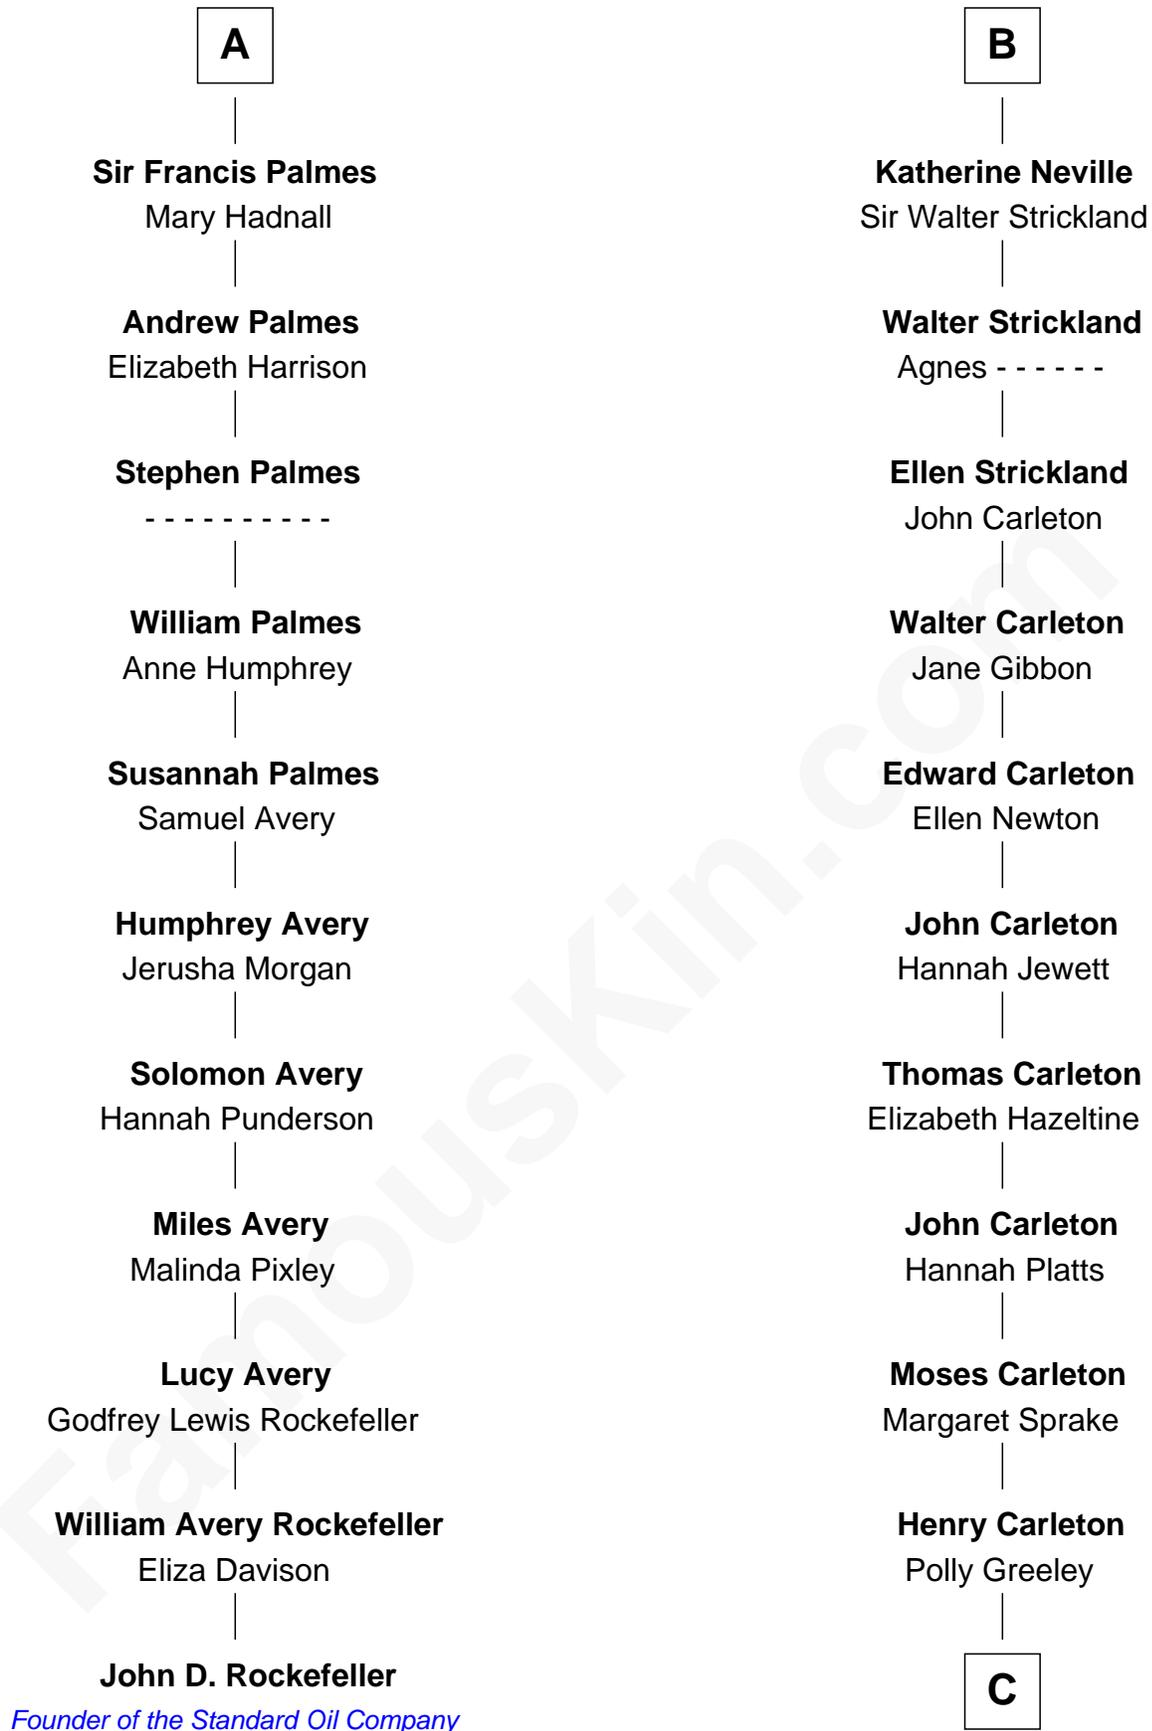 A
Sir Francis Palmes
Mary Hadnall
Andrew Palmes
Elizabeth Harrison
Stephen Palmes
- - - - - - - - - -
William Palmes
Anne Humphrey
Susannah Palmes
Samuel Avery
Humphrey Avery
Jerusha Morgan
Solomon Avery
Hannah Punderson
Miles Avery
Malinda Pixley
Lucy Avery
Godfrey Lewis Rockefeller
William Avery Rockefeller
Eliza Davison
John D. Rockefeller
Founder of the Standard Oil Company
B
Katherine Neville
Sir Walter Strickland
Walter Strickland
Agnes - - - - - -
Ellen Strickland
John Carleton
Walter Carleton
Jane Gibbon
Edward Carleton
Ellen Newton
John Carleton
Hannah Jewett
Thomas Carleton
Elizabeth Hazeltine
John Carleton
Hannah Platts
Moses Carleton
Margaret Sprake
Henry Carleton
Polly Greeley
C
FamousKin.com